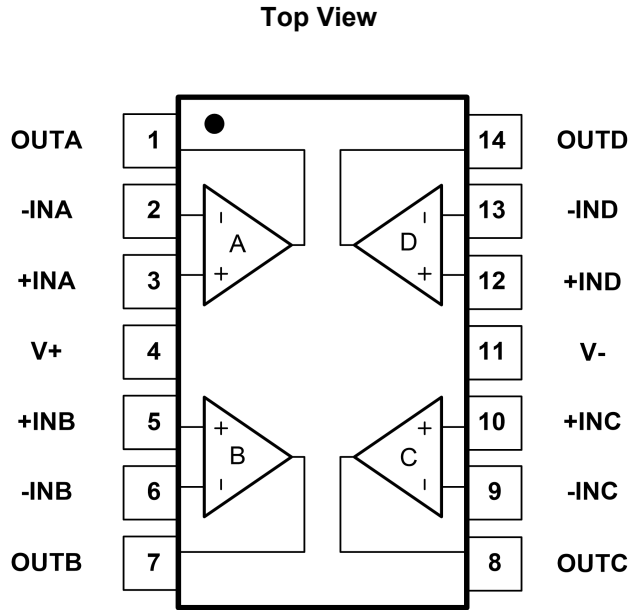 Top View
OUTA 1 14 OUTD
-INA 2 - - 13 -IND
A D
+INA 3 + + 12 +IND
V+ 4 11 V-
+INB 5 + + 10 +INC
B C
-INB 6 - - 9 -INC
OUTB 7 8 OUTC